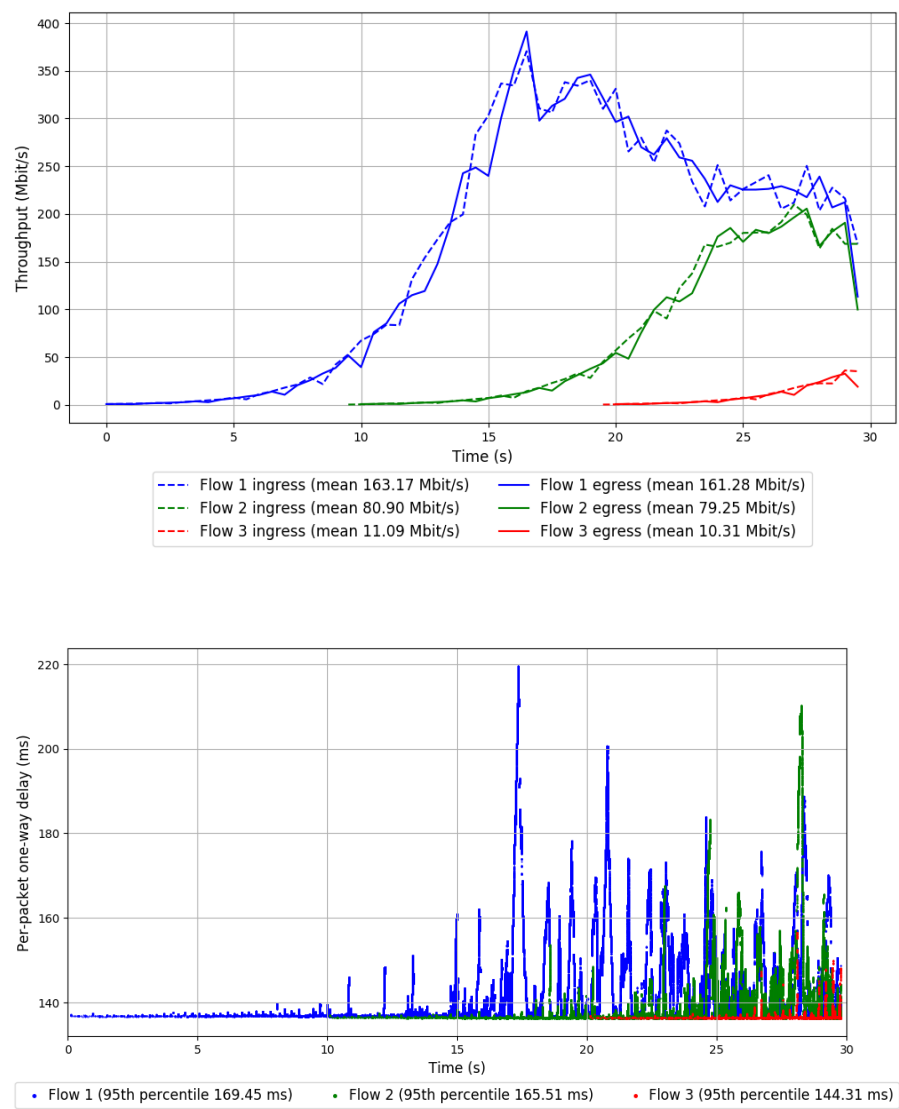 400
350
300
250
200
150
100
50
0
Throughput (Mbit/s)
0 5 10 15 20 25 30
Time (s)
Flow 1 ingress (mean 163.17 Mbit/s) Flow 1 egress (mean 161.28 Mbit/s)
Flow 2 ingress (mean 80.90 Mbit/s) Flow 2 egress (mean 79.25 Mbit/s)
Flow 3 ingress (mean 11.09 Mbit/s) Flow 3 egress (mean 10.31 Mbit/s)
220
200
180
160
140
Per-packet one-way delay (ms)
0 5 10 15 20 25 30
Time (s)
Flow 1 (95th percentile 169.45 ms) Flow 2 (95th percentile 165.51 ms) Flow 3 (95th percentile 144.31 ms)